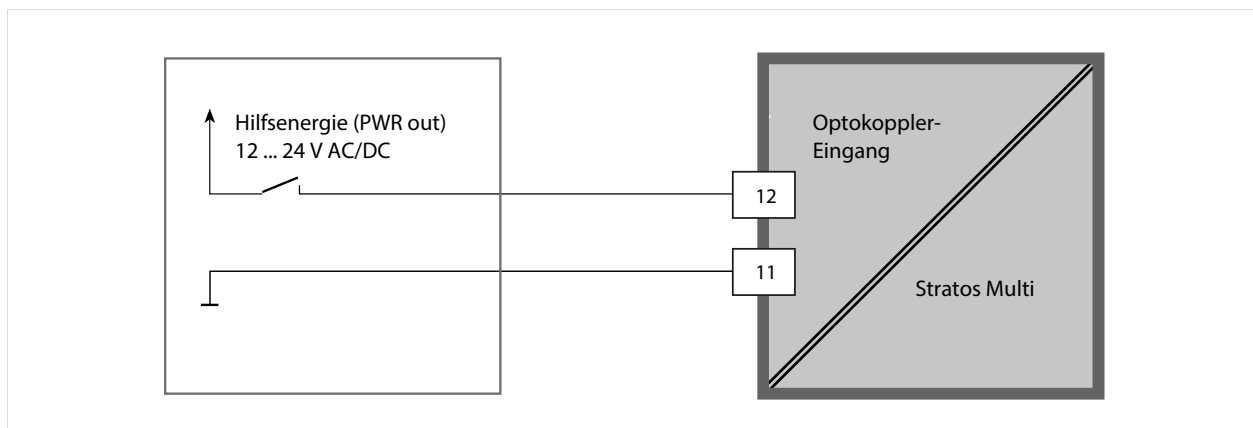 Hilfsenergie (PWR out)
12 ... 24 V AC/DC
Optokoppler-
Eingang
12
11
Stratos Multi